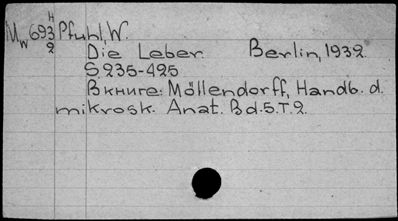 Mw 693 H/2 Pfuhl, W.
Die Leber. Berlin, 1932
S 235-425
В книге: Möllendorff, Handb. d.
mikrosk. Anat. Bd.5.T.2.